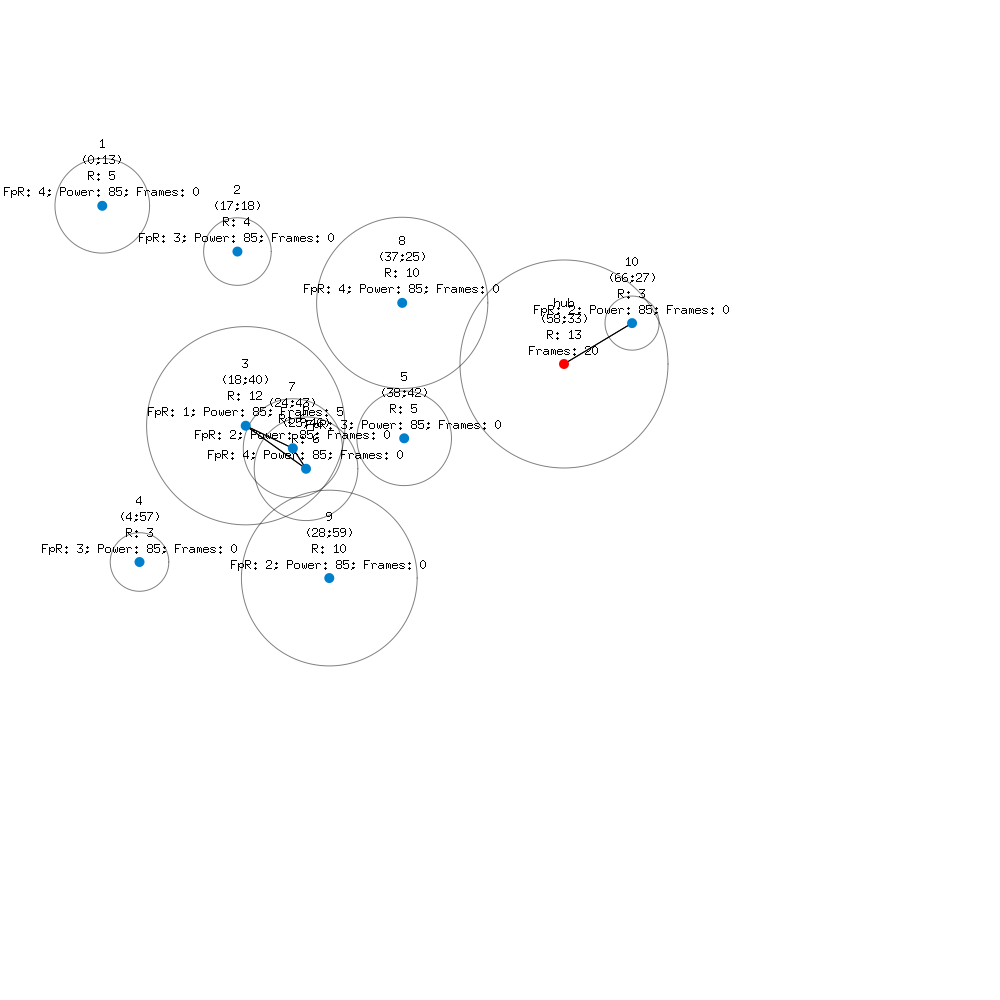 1
(0;13)
R: 5
FpR: 4; Power: 85; Frames: 0
2
(17;18)
R: 4
FpR: 3; Power: 85; Frames: 0
8
(37;25)
R: 10
FpR: 4; Power: 85; Frames: 0
10
(66;27)
R: 3
FpR: 2; Power: 85; Frames: 0
hub
(58;33)
R: 13
Frames: 20
3
(18;40)
R: 12
FpR: 1; Power: 85; Frames: 5
7
(24;43)
FpR: 2; Power: 85; Frames: 0
R: 6
FpR: 4; Power: 85; Frames: 0
5
(38;42)
R: 5
FpR: 3; Power: 85; Frames: 0
4
(4;57)
R: 3
FpR: 3; Power: 85; Frames: 0
9
(28;59)
R: 10
FpR: 2; Power: 85; Frames: 0